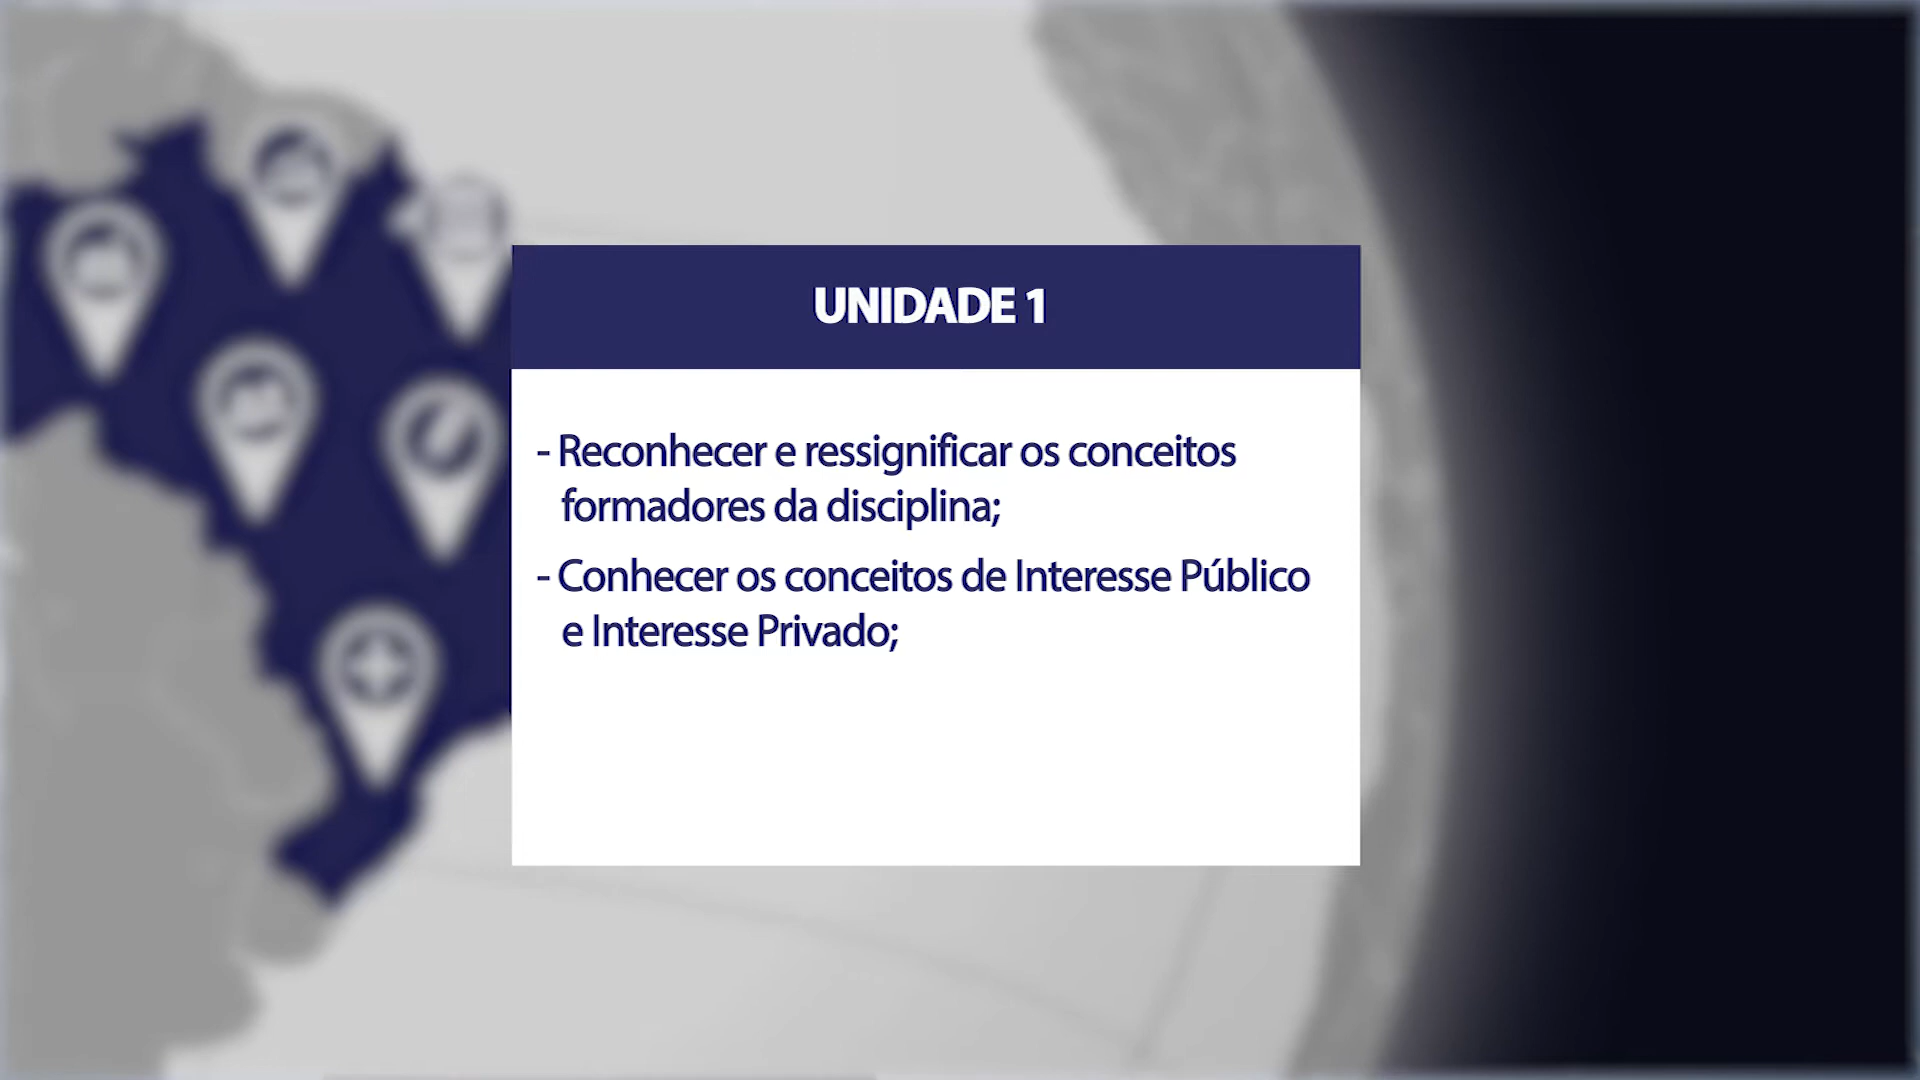 UNIDADE 1
- Reconhecer e ressignificar os conceitos
formadores da disciplina;
- Conhecer os conceitos de Interesse Público
e Interesse Privado;